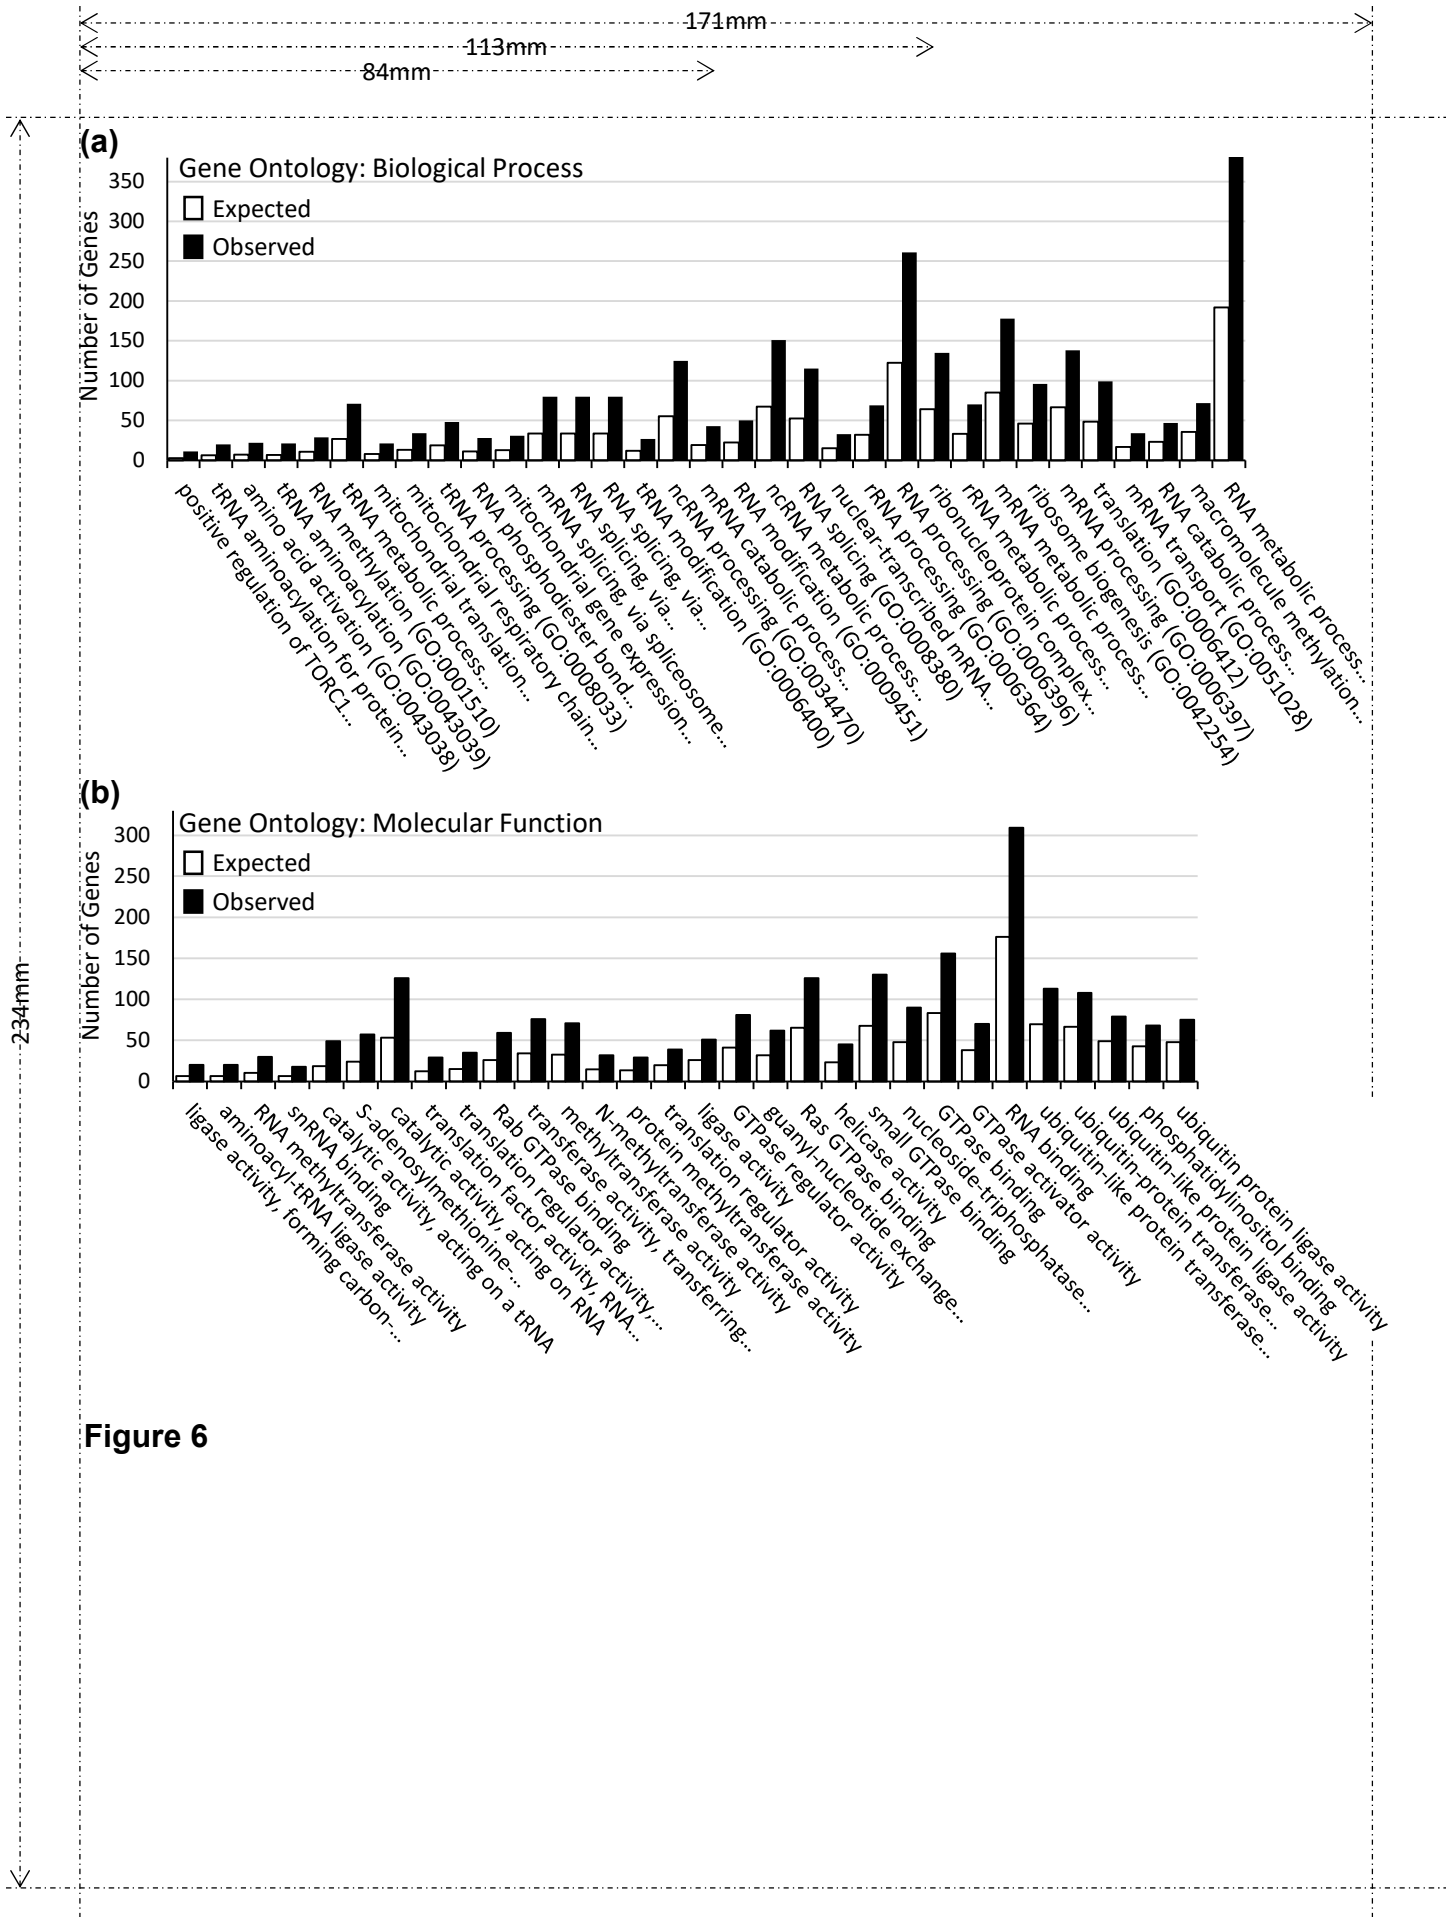 171mm
113mm
84mm
234mm
(a)
Gene Ontology: Biological Process
Expected
Observed
Number of Genes
350
300
250
200
150
100
50
0
positive regulation of TORC1...
tRNA aminoacylation for protein...
amino acid activation (GO:0043038)
tRNA aminoacylation (GO:0043039)
RNA methylation (GO:0001510)
tRNA metabolic process...
mitochondrial translation...
mitochondrial respiratory chain...
tRNA processing (GO:0008033)
RNA phosphodiester bond...
mitochondrial gene expression...
mRNA splicing, via spliceosome...
RNA splicing, via...
RNA splicing, via...
tRNA modification (GO:0006400)
ncRNA processing (GO:0034470)
mRNA catabolic process...
RNA modification (GO:0009451)
ncRNA metabolic process...
RNA splicing (GO:0008380)
nuclear-transcribed mRNA...
rRNA processing (GO:0006364)
RNA processing (GO:0006396)
ribonucleoprotein complex...
rRNA metabolic process...
mRNA metabolic process...
ribosome biogenesis (GO:0042254)
mRNA processing (GO:0006397)
translation (GO:0006412)
mRNA transport (GO:0051028)
RNA catabolic process...
macromolecule methylation...
RNA metabolic process...
(b)
Gene Ontology: Molecular Function
Expected
Observed
Number of Genes
300
250
200
150
100
50
0
ligase activity, forming carbon-...
aminoacyl-tRNA ligase activity
RNA methyltransferase activity
snRNA binding
catalytic activity, acting on a tRNA
S-adenosylmethionine-...
catalytic activity, acting on RNA
translation factor activity, RNA...
translation regulator activity,...
Rab GTPase binding
transferase activity, transferring...
methyltransferase activity
N-methyltransferase activity
protein methyltransferase activity
translation regulator activity
ligase activity
GTPase regulator activity
guanyl-nucleotide exchange...
Ras GTPase binding
helicase activity
small GTPase binding
nucleoside-triphosphatase...
GTPase binding
GTPase activator activity
RNA binding
ubiquitin-like protein transferase...
ubiquitin-protein transferase...
ubiquitin-like protein ligase activity
phosphatidylinositol binding
ubiquitin protein ligase activity
Figure 6